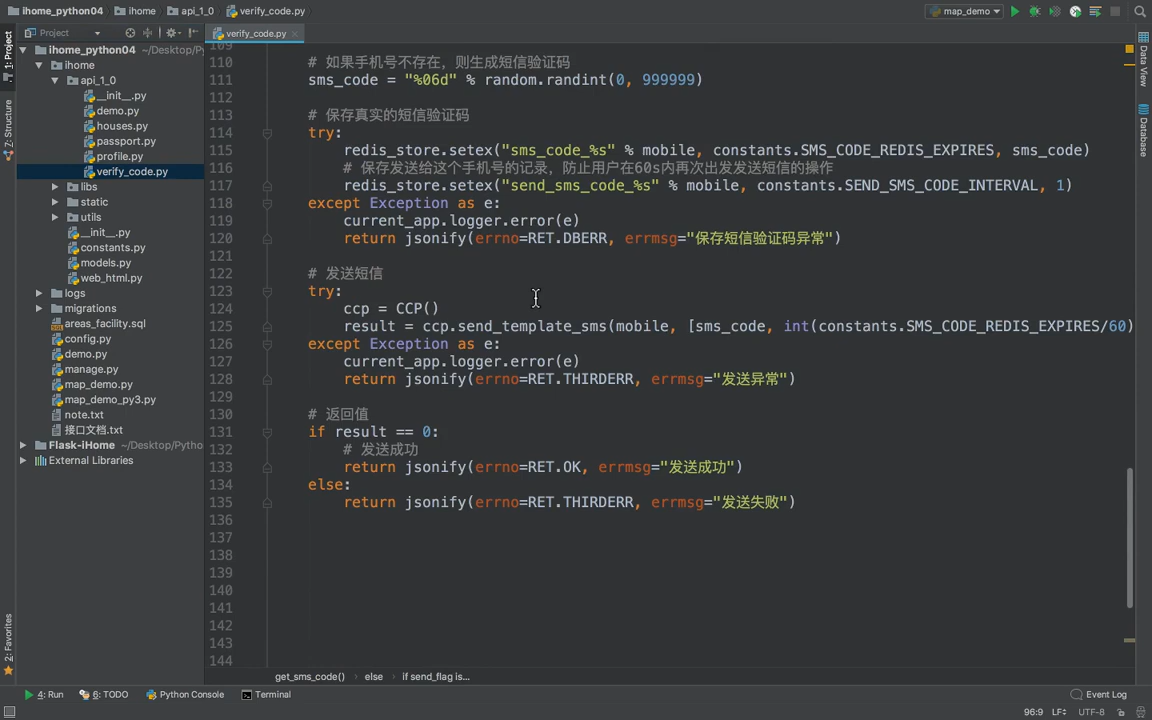 ihome_python04 ihome api_1_0 verify_code.py map_demo
Project verify_code.py
1: Project
Z: Structure
2: Favorites
Data View
Database
ihome_python04 ~/Desktop/Py
ihome
api_1_0
__init__.py
demo.py
houses.py
passport.py
profile.py
verify_code.py
libs
static
utils
__init__.py
constants.py
models.py
web_html.py
logs
migrations
areas_facility.sql
config.py
demo.py
manage.py
map_demo.py
map_demo_py3.py
note.txt
接口文档.txt
Flask-iHome ~/Desktop/Pytho
External Libraries
109
110 # 如果手机号不存在，则生成短信验证码
111 sms_code = "%06d" % random.randint(0, 999999)
112
113 # 保存真实的短信验证码
114 try:
115 redis_store.setex("sms_code_%s" % mobile, constants.SMS_CODE_REDIS_EXPIRES, sms_code)
116 # 保存发送给这个手机号的记录，防止用户在60s内再次出发发送短信的操作
117 redis_store.setex("send_sms_code_%s" % mobile, constants.SEND_SMS_CODE_INTERVAL, 1)
118 except Exception as e:
119 current_app.logger.error(e)
120 return jsonify(errno=RET.DBERR, errmsg="保存短信验证码异常")
121
122 # 发送短信
123 try:
124 ccp = CCP()
125 result = ccp.send_template_sms(mobile, [sms_code, int(constants.SMS_CODE_REDIS_EXPIRES/60)
126 except Exception as e:
127 current_app.logger.error(e)
128 return jsonify(errno=RET.THIRDERR, errmsg="发送异常")
129
130 # 返回值
131 if result == 0:
132 # 发送成功
133 return jsonify(errno=RET.OK, errmsg="发送成功")
134 else:
135 return jsonify(errno=RET.THIRDERR, errmsg="发送失败")
136
137
138
139
140
141
142
143
144
get_sms_code() else if send_flag is...
4: Run 6: TODO Python Console Terminal Event Log
96:9 LF UTF-8